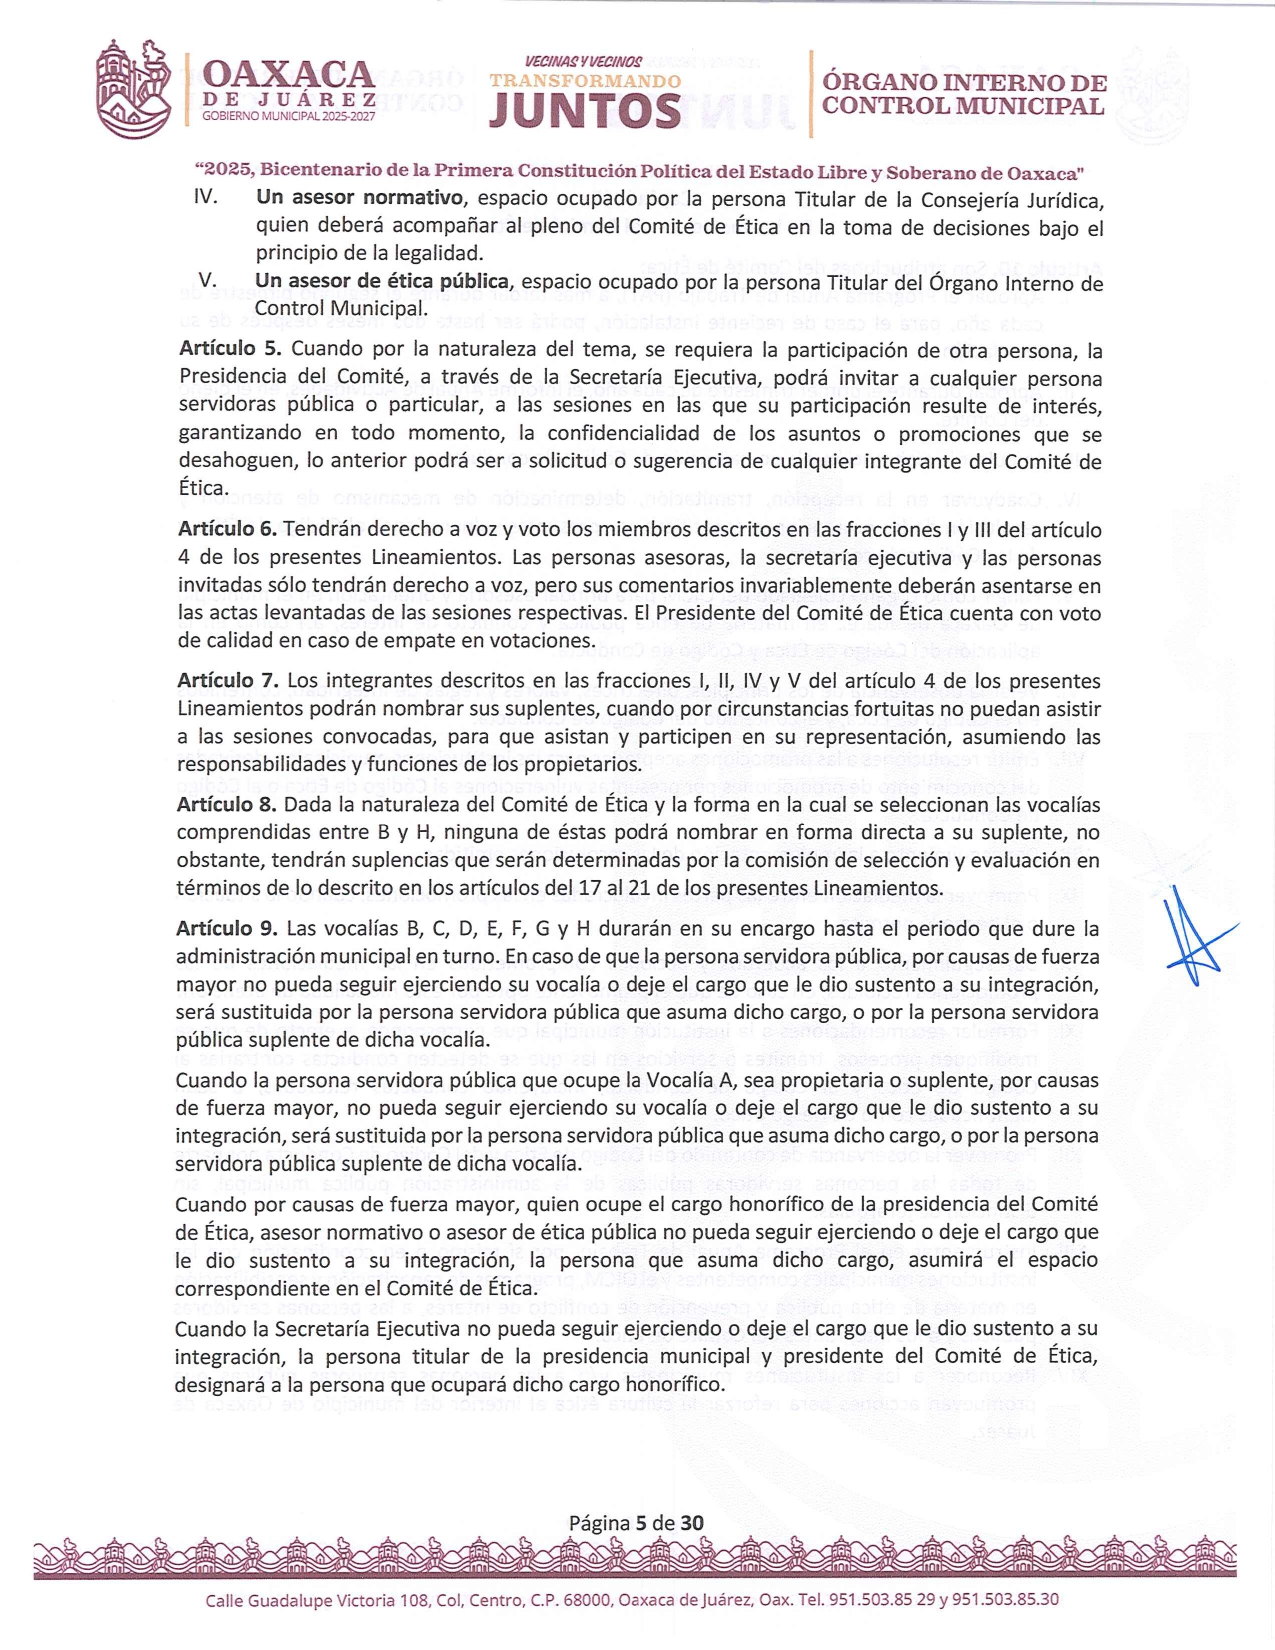 OAXACA
DE JUÁREZ
GOBIERNO MUNICIPAL 2025-2027
VECINAS Y VECINOS
TRANSFORMANDO
JUNTOS
ÓRGANO INTERNO DE
CONTROL MUNICIPAL
“2025, Bicentenario de la Primera Constitución Política del Estado Libre y Soberano de Oaxaca”
IV. Un asesor normativo, espacio ocupado por la persona Titular de la Consejería Jurídica,
quien deberá acompañar al pleno del Comité de Ética en la toma de decisiones bajo el
principio de la legalidad.
V. Un asesor de ética pública, espacio ocupado por la persona Titular del Órgano Interno de
Control Municipal.
Artículo 5. Cuando por la naturaleza del tema, se requiera la participación de otra persona, la
Presidencia del Comité, a través de la Secretaría Ejecutiva, podrá invitar a cualquier persona
servidoras pública o particular, a las sesiones en las que su participación resulte de interés,
garantizando en todo momento, la confidencialidad de los asuntos o promociones que se
desahoguen, lo anterior podrá ser a solicitud o sugerencia de cualquier integrante del Comité de
Ética.
Artículo 6. Tendrán derecho a voz y voto los miembros descritos en las fracciones I y III del artículo
4 de los presentes Lineamientos. Las personas asesoras, la secretaría ejecutiva y las personas
invitadas sólo tendrán derecho a voz, pero sus comentarios invariablemente deberán asentarse en
las actas levantadas de las sesiones respectivas. El Presidente del Comité de Ética cuenta con voto
de calidad en caso de empate en votaciones.
Artículo 7. Los integrantes descritos en las fracciones I, II, IV y V del artículo 4 de los presentes
Lineamientos podrán nombrar sus suplentes, cuando por circunstancias fortuitas no puedan asistir
a las sesiones convocadas, para que asistan y participen en su representación, asumiendo las
responsabilidades y funciones de los propietarios.
Artículo 8. Dada la naturaleza del Comité de Ética y la forma en la cual se seleccionan las vocalías
comprendidas entre B y H, ninguna de éstas podrá nombrar en forma directa a su suplente, no
obstante, tendrán suplencias que serán determinadas por la comisión de selección y evaluación en
términos de lo descrito en los artículos del 17 al 21 de los presentes Lineamientos.
Artículo 9. Las vocalías B, C, D, E, F, G y H durarán en su encargo hasta el periodo que dure la
administración municipal en turno. En caso de que la persona servidora pública, por causas de fuerza
mayor no pueda seguir ejerciendo su vocalía o deje el cargo que le dio sustento a su integración,
será sustituida por la persona servidora pública que asuma dicho cargo, o por la persona servidora
pública suplente de dicha vocalía.
Cuando la persona servidora pública que ocupe la Vocalía A, sea propietaria o suplente, por causas
de fuerza mayor, no pueda seguir ejerciendo su vocalía o deje el cargo que le dio sustento a su
integración, será sustituida por la persona servidora pública que asuma dicho cargo, o por la persona
servidora pública suplente de dicha vocalía.
Cuando por causas de fuerza mayor, quien ocupe el cargo honorífico de la presidencia del Comité
de Ética, asesor normativo o asesor de ética pública no pueda seguir ejerciendo o deje el cargo que
le dio sustento a su integración, la persona que asuma dicho cargo, asumirá el espacio
correspondiente en el Comité de Ética.
Cuando la Secretaría Ejecutiva no pueda seguir ejerciendo o deje el cargo que le dio sustento a su
integración, la persona titular de la presidencia municipal y presidente del Comité de Ética,
designará a la persona que ocupará dicho cargo honorífico.
Página 5 de 30
Calle Guadalupe Victoria 108, Col, Centro, C.P. 68000, Oaxaca de Juárez, Oax. Tel. 951.503.85 29 y 951.503.85.30